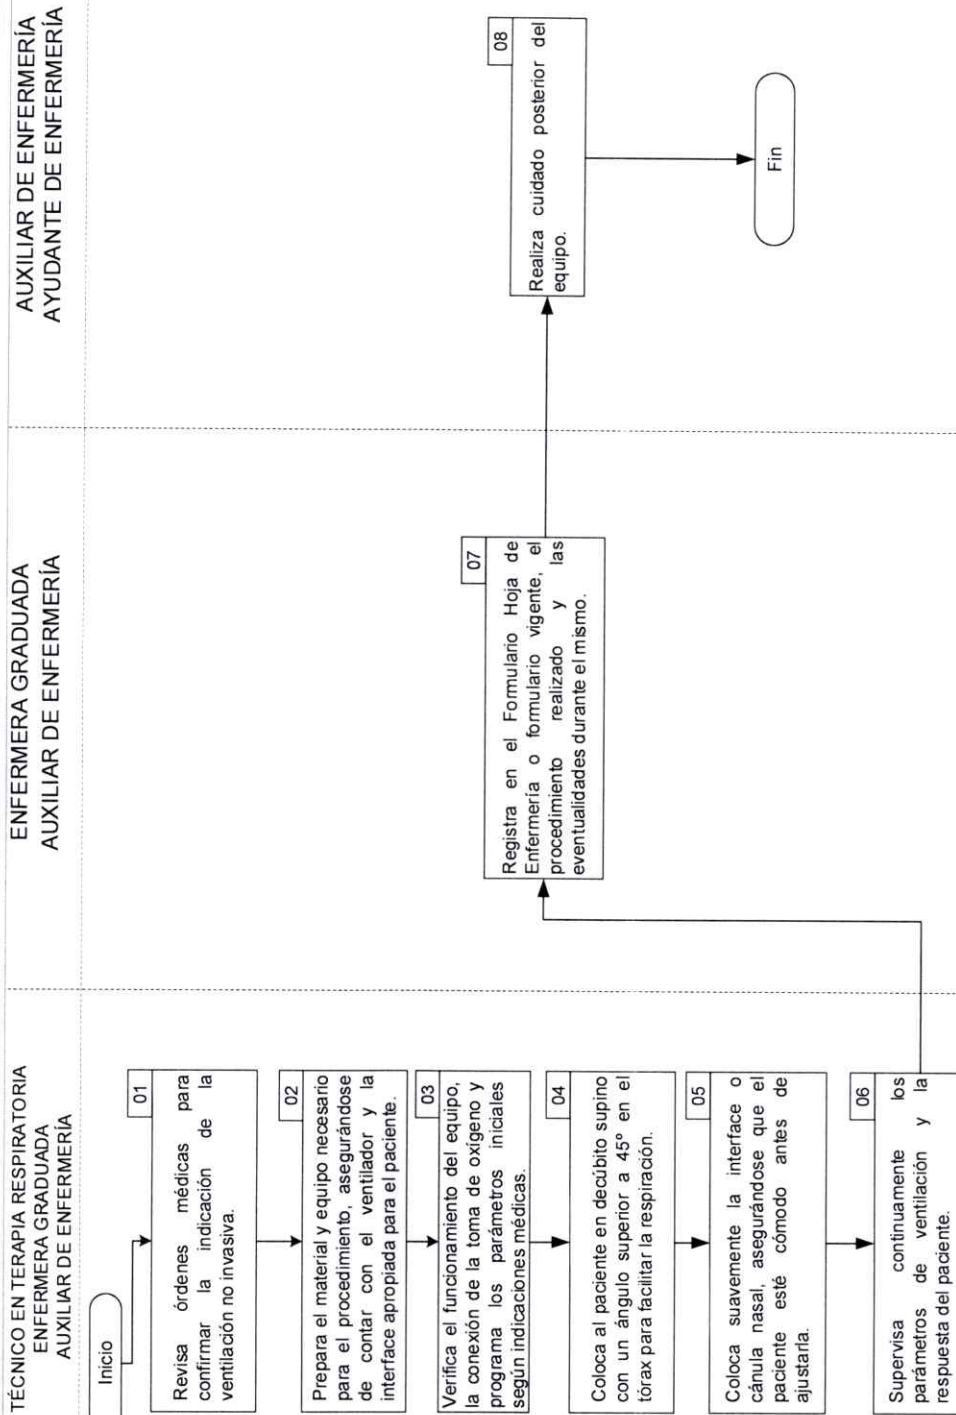 TÉCNICO EN TERAPIA RESPIRATORIA
ENFERMERA GRADUADA
AUXILIAR DE ENFERMERÍA
ENFERMERA GRADUADA
AUXILIAR DE ENFERMERÍA
AUXILIAR DE ENFERMERÍA
AYUDANTE DE ENFERMERÍA
Inicio
01
Revisa órdenes médicas para
confirmar la indicación de la
ventilación no invasiva.
02
Prepara el material y equipo necesario
para el procedimiento, asegurándose
de contar con el ventilador y la
interface apropiada para el paciente.
03
Verifica el funcionamiento del equipo,
la conexión de la toma de oxígeno y
programa los parámetros iniciales
según indicaciones médicas.
04
Coloca al paciente en decúbito supino
con un ángulo superior a 45º en el
tórax para facilitar la respiración.
05
Coloca suavemente la interface o
cánula nasal, asegurándose que el
paciente esté cómodo antes de
ajustarla.
06
Supervisa continuamente los
parámetros de ventilación y la
respuesta del paciente.
07
Registra en el Formulario Hoja de
Enfermería o formulario vigente, el
procedimiento realizado y las
eventualidades durante el mismo.
08
Realiza cuidado posterior del
equipo.
Fin